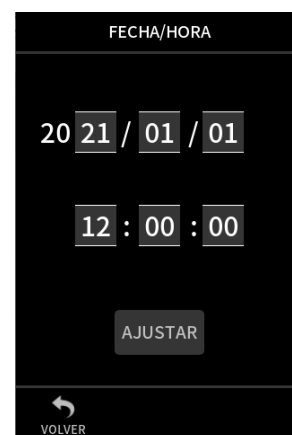 FECHA/HORA
20 21 / 01 / 01
12 : 00 : 00
AJUSTAR
VOLVER